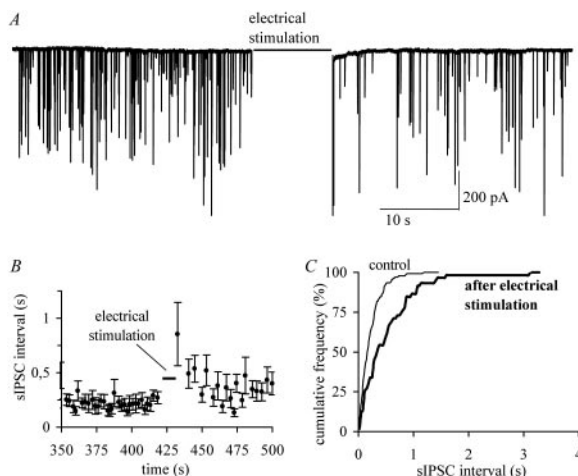 A
electrical
stimulation
200 pA
10 s
B
sIPSC interval (s)
1
0,5
0
electrical
stimulation
350 375 400 425 450 475 500
time (s)
C
cumulative frequency (%)
100
75
50
25
0
control
after electrical
stimulation
0 1 2 3 4
sIPSC interval (s)